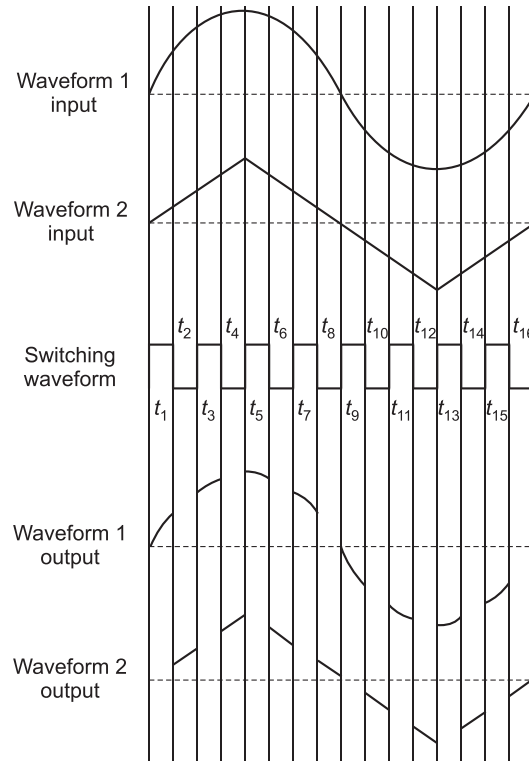 Waveform 1
input
Waveform 2
input
t2 t4 t6 t8 t10 t12 t14 t16
Switching
waveform
t1 t3 t5 t7 t9 t11 t13 t15
Waveform 1
output
Waveform 2
output